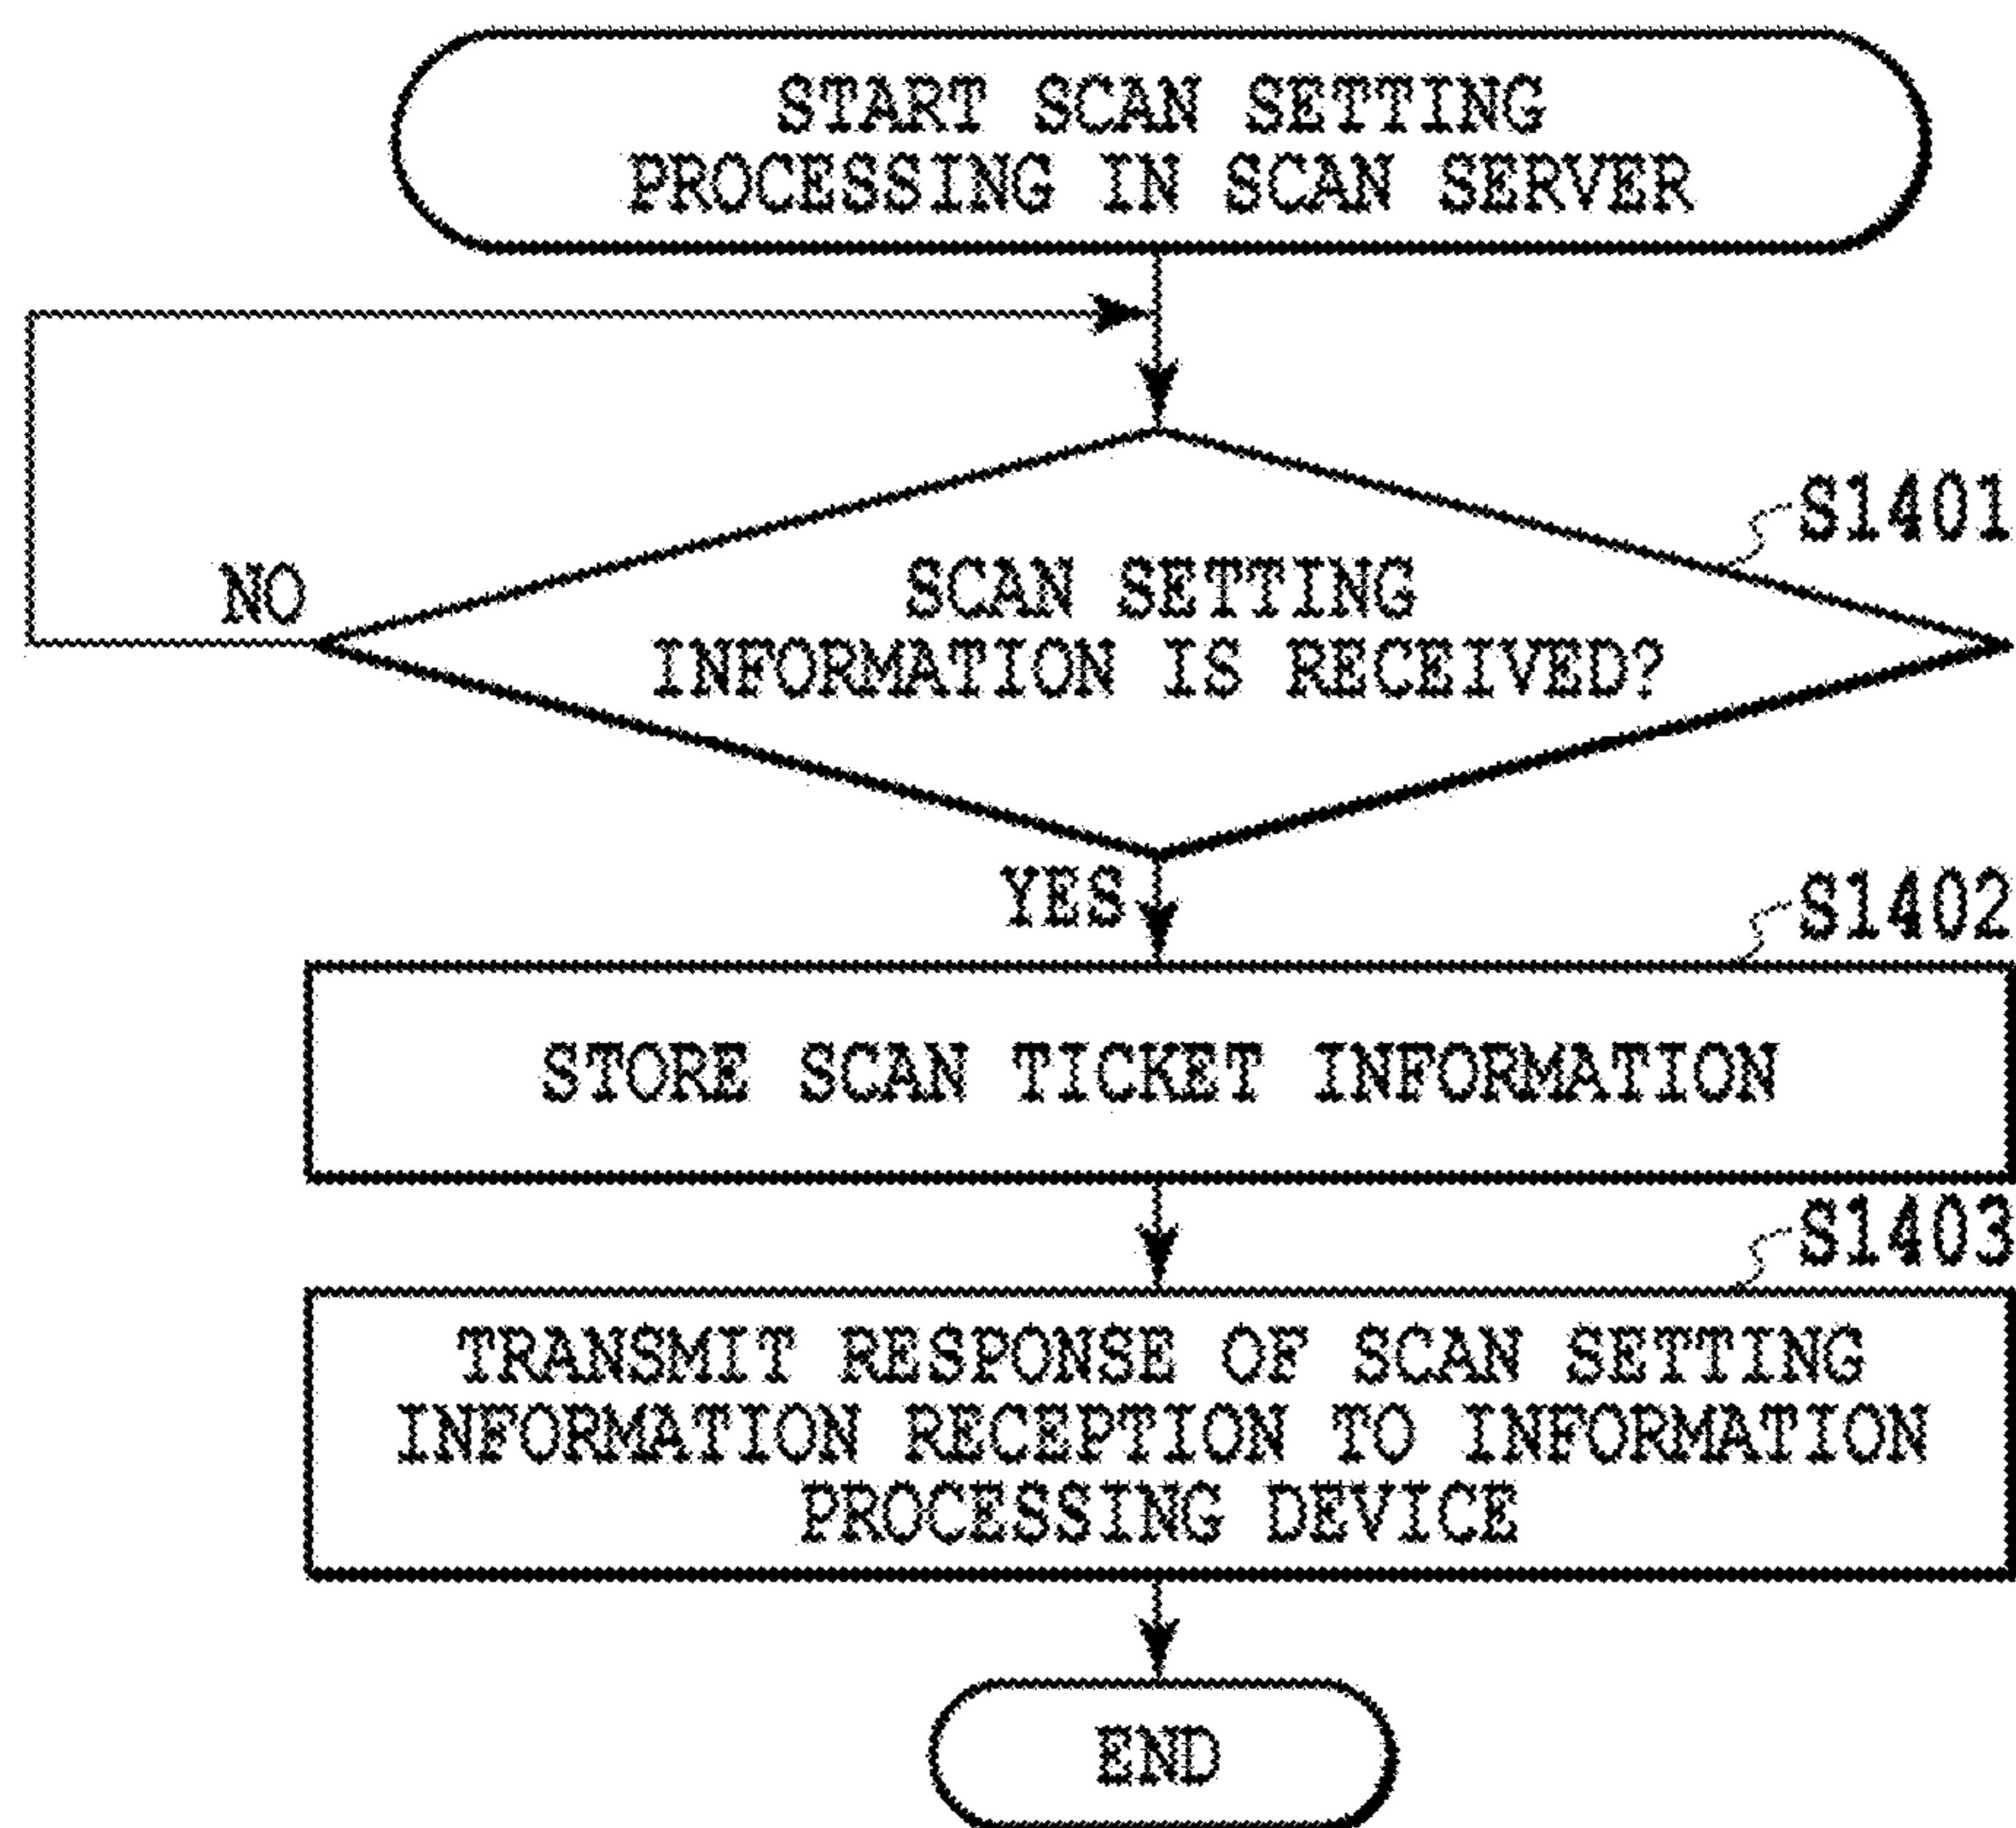 START SCAN SETTING
PROCESSING IN SCAN SERVER
S1401
SCAN SETTING
INFORMATION IS RECEIVED?
NO
YES
S1402
STORE SCAN TICKET INFORMATION
S1403
TRANSMIT RESPONSE OF SCAN SETTING
INFORMATION RECEPTION TO INFORMATION
PROCESSING DEVICE
END